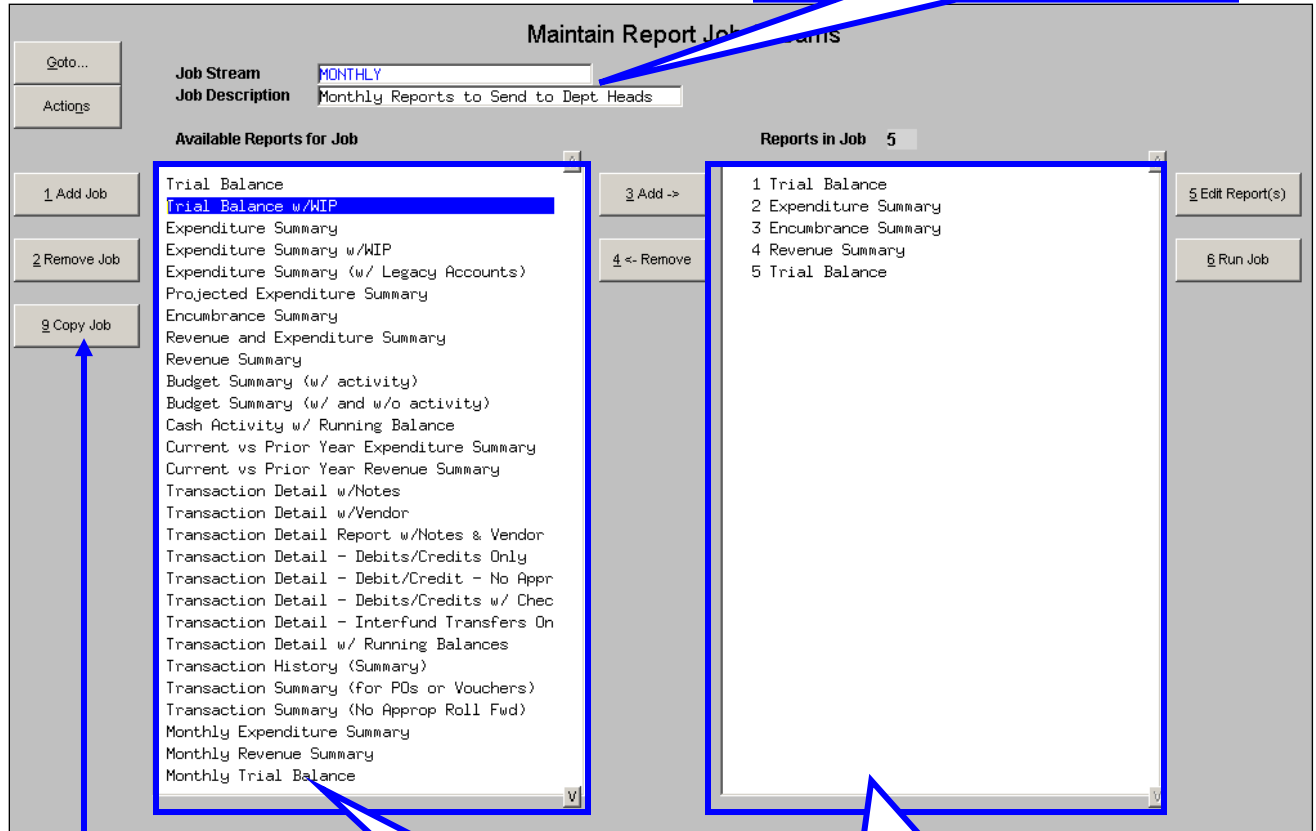 Maintain Report Job
Goto...
Actions
Job Stream MONTHLY
Job Description Monthly Reports to Send to Dept Heads
Available Reports for Job
Reports in Job 5
1 Add Job
2 Remove Job
9 Copy Job
Trial Balance
Trial Balance w/WIP
Expenditure Summary
Expenditure Summary w/WIP
Expenditure Summary (w/ Legacy Accounts)
Projected Expenditure Summary
Encumbrance Summary
Revenue and Expenditure Summary
Revenue Summary
Budget Summary (w/ activity)
Budget Summary (w/ and w/o activity)
Cash Activity w/ Running Balance
Current vs Prior Year Expenditure Summary
Current vs Prior Year Revenue Summary
Transaction Detail w/Notes
Transaction Detail w/Vendor
Transaction Detail Report w/Notes & Vendor
Transaction Detail - Debits/Credits Only
Transaction Detail - Debit/Credit - No Appr
Transaction Detail - Debits/Credits w/ Chec
Transaction Detail - Interfund Transfers On
Transaction Detail w/ Running Balances
Transaction History (Summary)
Transaction Summary (for POs or Vouchers)
Transaction Summary (No Approp Roll Fwd)
Monthly Expenditure Summary
Monthly Revenue Summary
Monthly Trial Balance
3 Add ->
4 <- Remove
1 Trial Balance
2 Expenditure Summary
3 Encumbrance Summary
4 Revenue Summary
5 Trial Balance
5 Edit Report(s)
6 Run Job